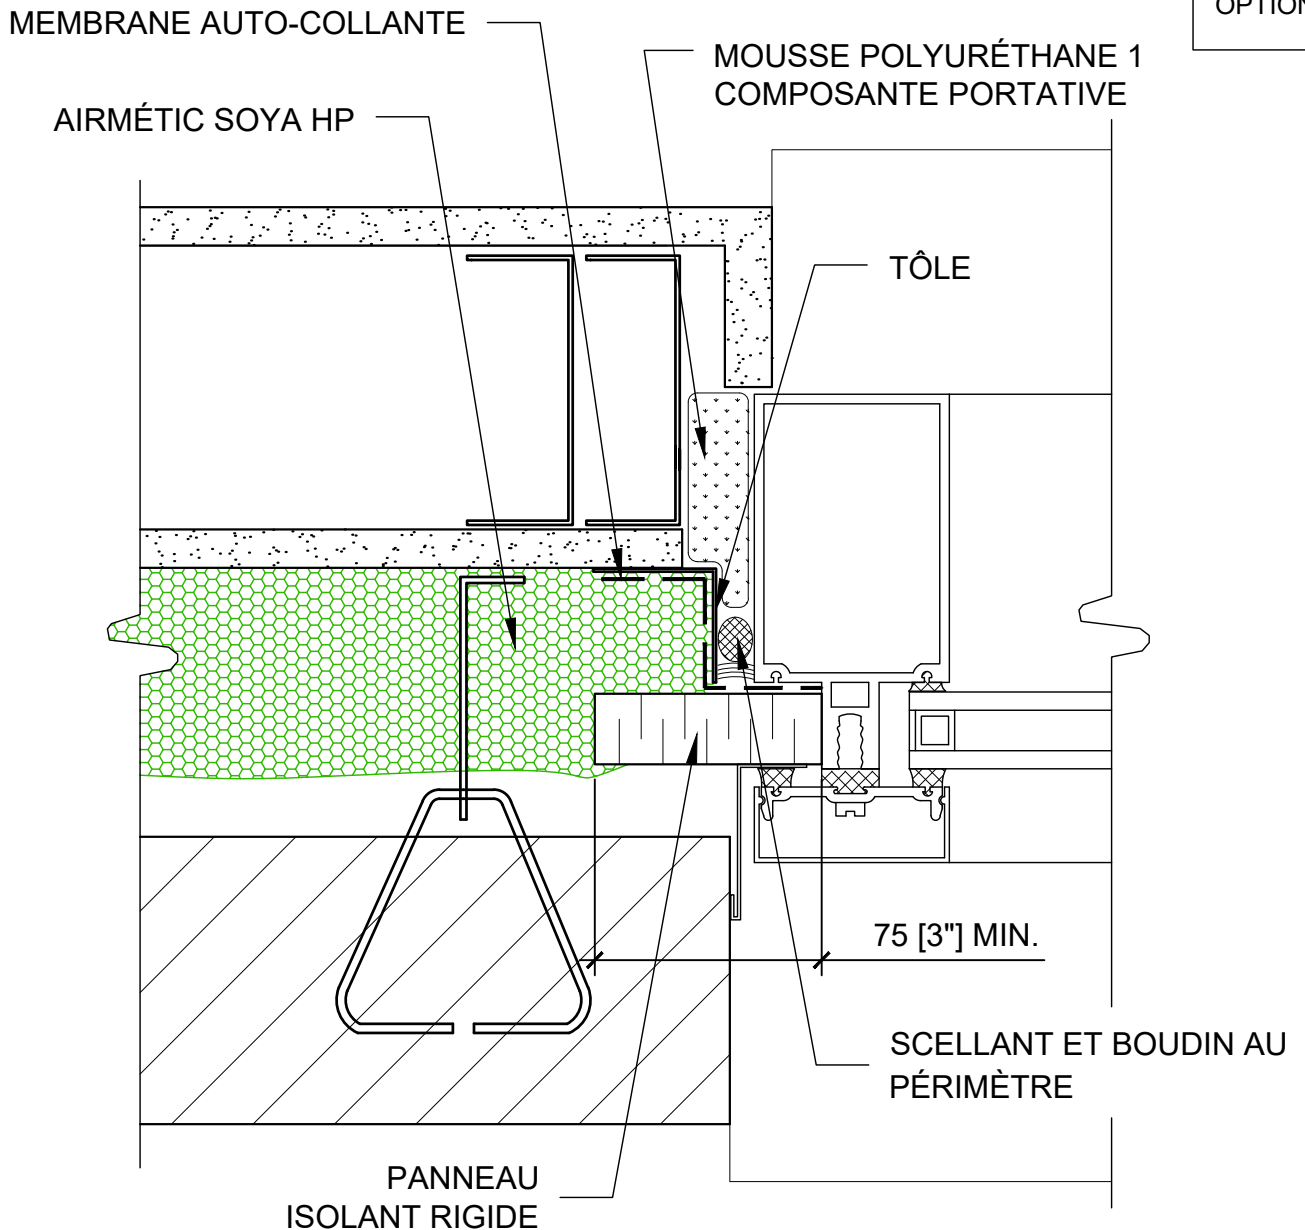 OPTION
MEMBRANE AUTO-COLLANTE
MOUSSE POLYURÉTHANE 1
COMPOSANTE PORTATIVE
AIRMÉTIC SOYA HP
TÔLE
75 [3"] MIN.
SCELLANT ET BOUDIN AU
PÉRIMÈTRE
PANNEAU
ISOLANT RIGIDE